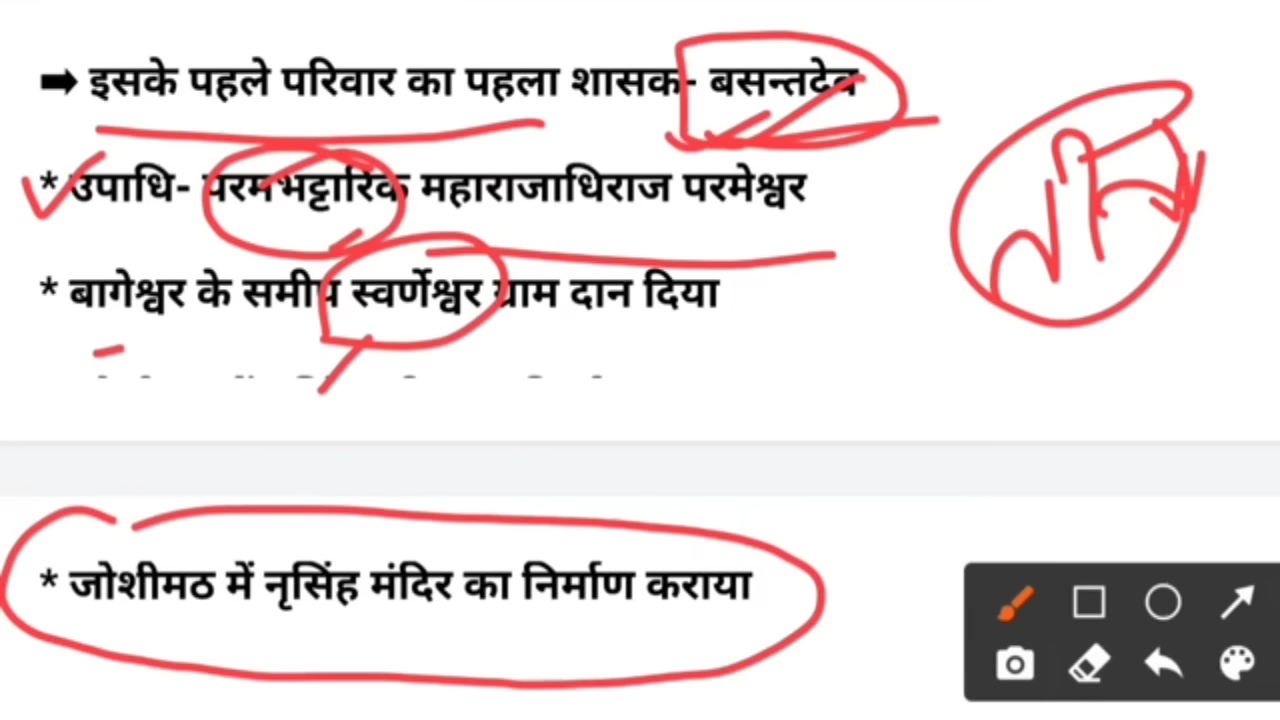 ➡ इसके पहले परिवार का पहला शासक- बसन्तदेव
* उपाधि- परमभट्टारिक महाराजाधिराज परमेश्वर
* बागेश्वर के समीप स्वर्णेश्वर ग्राम दान दिया
* जोशीमठ में नृसिंह मंदिर का निर्माण कराया